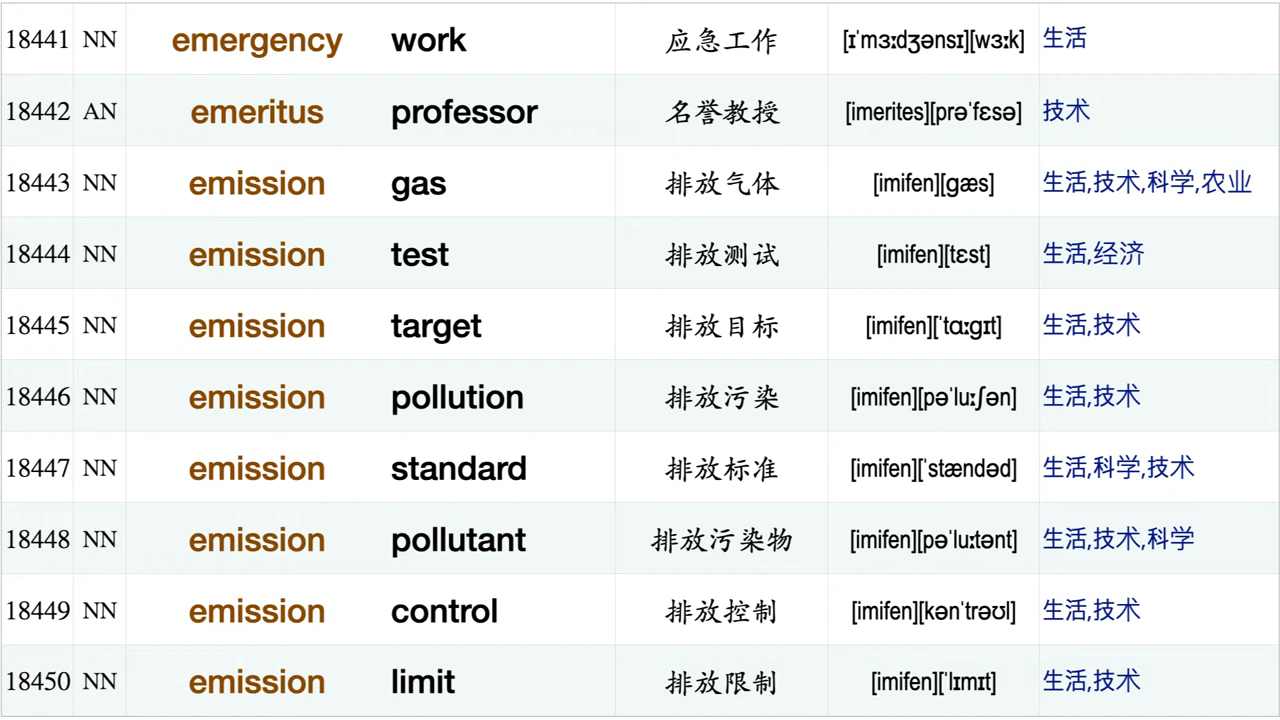 18441 NN emergency work 应急工作 [ɪˈmɜːdʒənsɪ][wɜːk] 生活
18442 AN emeritus professor 名誉教授 [imerites][prəˈfɛsə] 技术
18443 NN emission gas 排放气体 [imifen][gæs] 生活,技术,科学,农业
18444 NN emission test 排放测试 [imifen][tɛst] 生活,经济
18445 NN emission target 排放目标 [imifen][ˈtɑːgɪt] 生活,技术
18446 NN emission pollution 排放污染 [imifen][pəˈluːʃən] 生活,技术
18447 NN emission standard 排放标准 [imifen][ˈstændəd] 生活,科学,技术
18448 NN emission pollutant 排放污染物 [imifen][pəˈluːtənt] 生活,技术,科学
18449 NN emission control 排放控制 [imifen][kənˈtrəʊl] 生活,技术
18450 NN emission limit 排放限制 [imifen][ˈlɪmɪt] 生活,技术